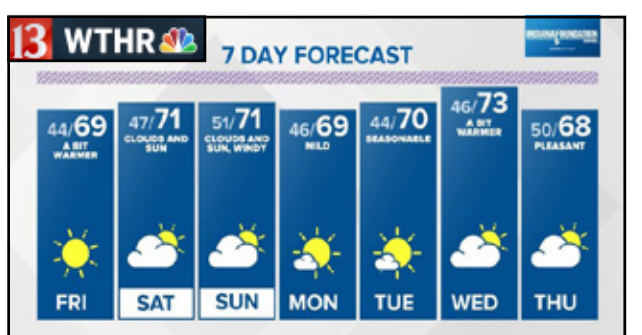 13 WTHR
7 DAY FORECAST
44/69
A BIT
WARMER
FRI
47/71
CLOUDS AND
SUN
SAT
51/71
CLOUDS AND
SUN, WINDY
SUN
46/69
MILD
MON
44/70
SEASONABLE
TUE
46/73
A BIT
WARMER
WED
50/68
PLEASANT
THU